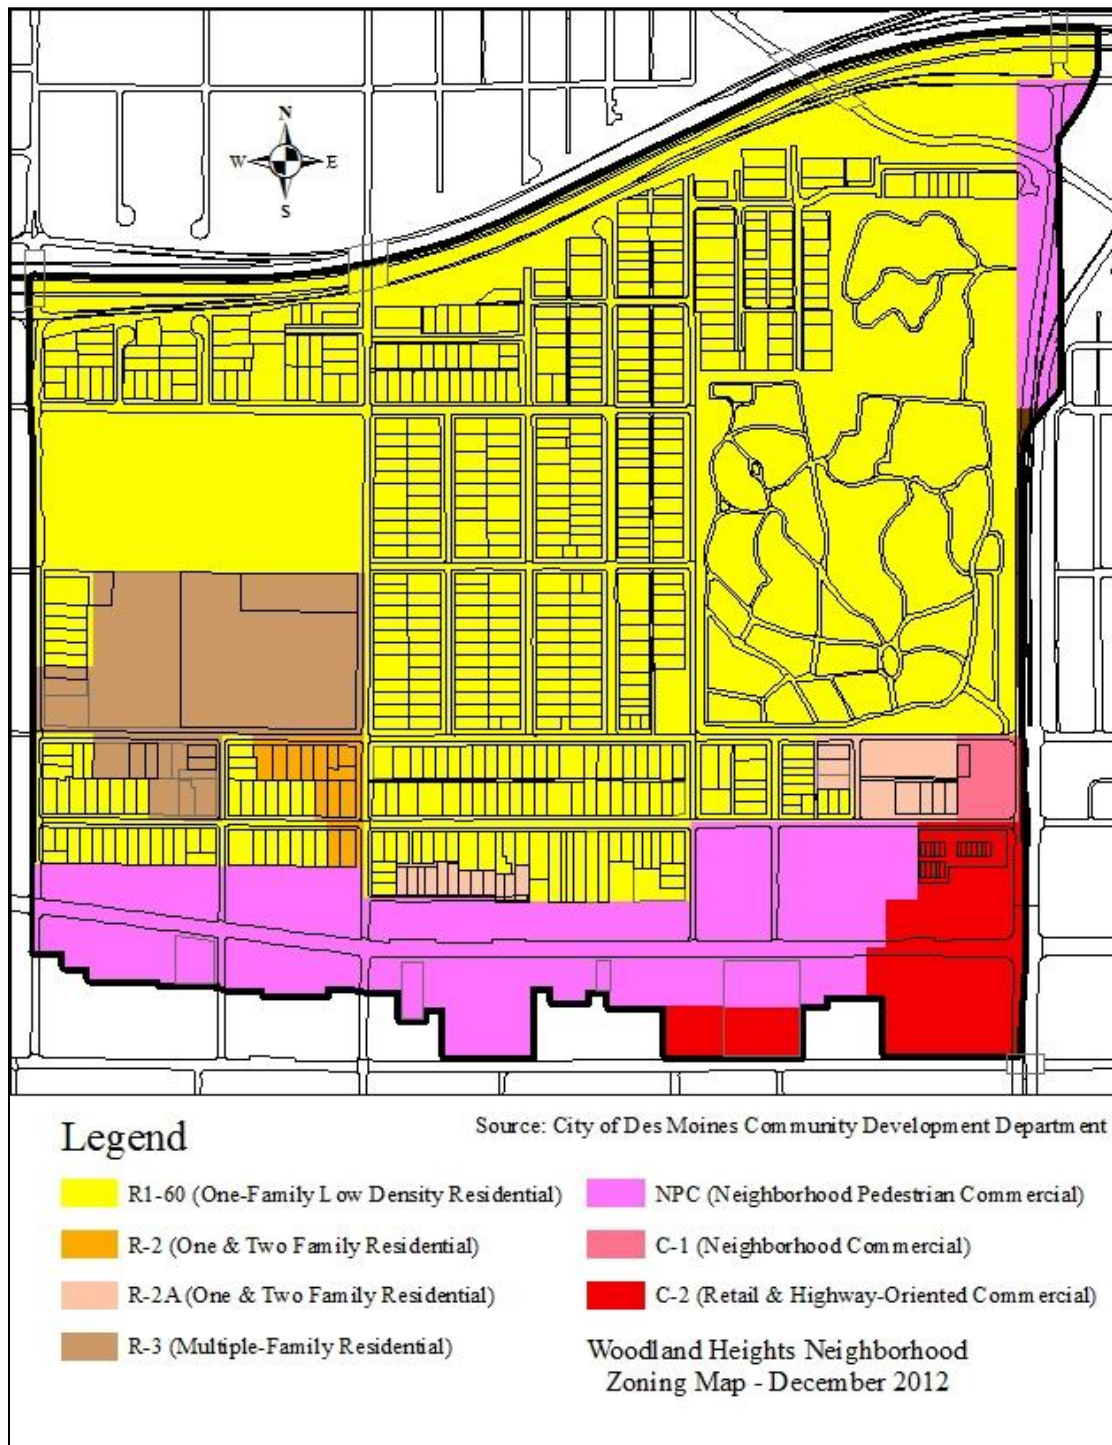 N
W E
S
Legend
Source: City of Des Moines Community Development Department
R1-60 (One-Family Low Density Residential)
R-2 (One & Two Family Residential)
R-2A (One & Two Family Residential)
R-3 (Multiple-Family Residential)
NPC (Neighborhood Pedestrian Commercial)
C-1 (Neighborhood Commercial)
C-2 (Retail & Highway-Oriented Commercial)
Woodland Heights Neighborhood
Zoning Map - December 2012